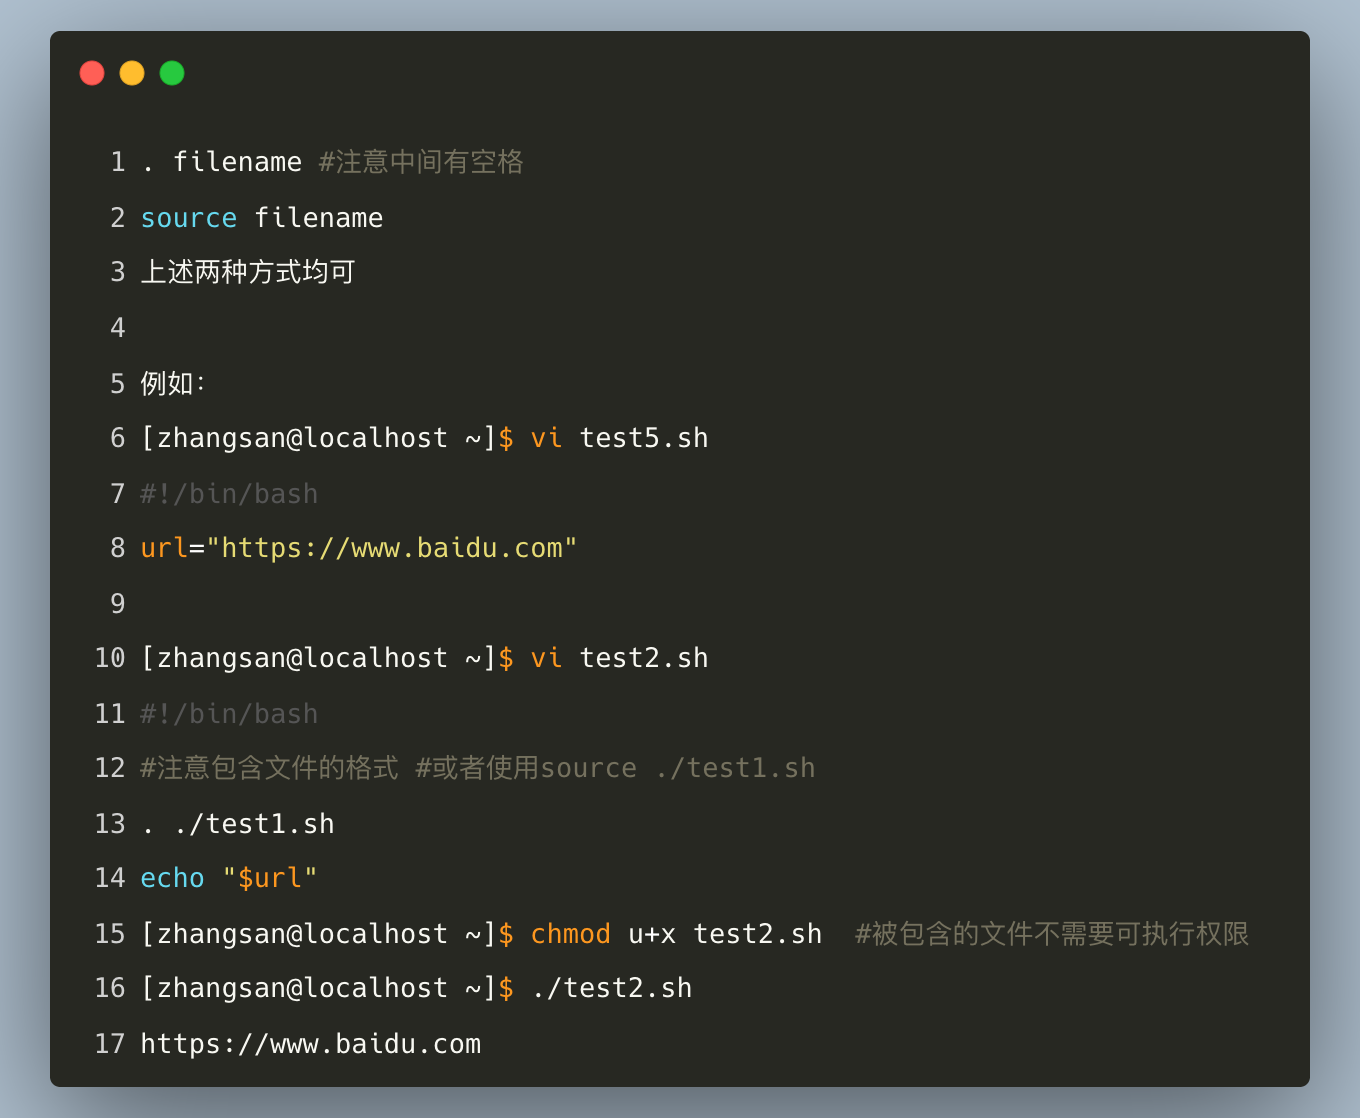 1 . filename #注意中间有空格
2 source filename
3 上述两种方式均可
4
5 例如：
6 [zhangsan@localhost ~]$ vi test5.sh
7 #!/bin/bash
8 url="https://www.baidu.com"
9
10 [zhangsan@localhost ~]$ vi test2.sh
11 #!/bin/bash
12 #注意包含文件的格式 #或者使用source ./test1.sh
13 . ./test1.sh
14 echo "$url"
15 [zhangsan@localhost ~]$ chmod u+x test2.sh  #被包含的文件不需要可执行权限
16 [zhangsan@localhost ~]$ ./test2.sh
17 https://www.baidu.com